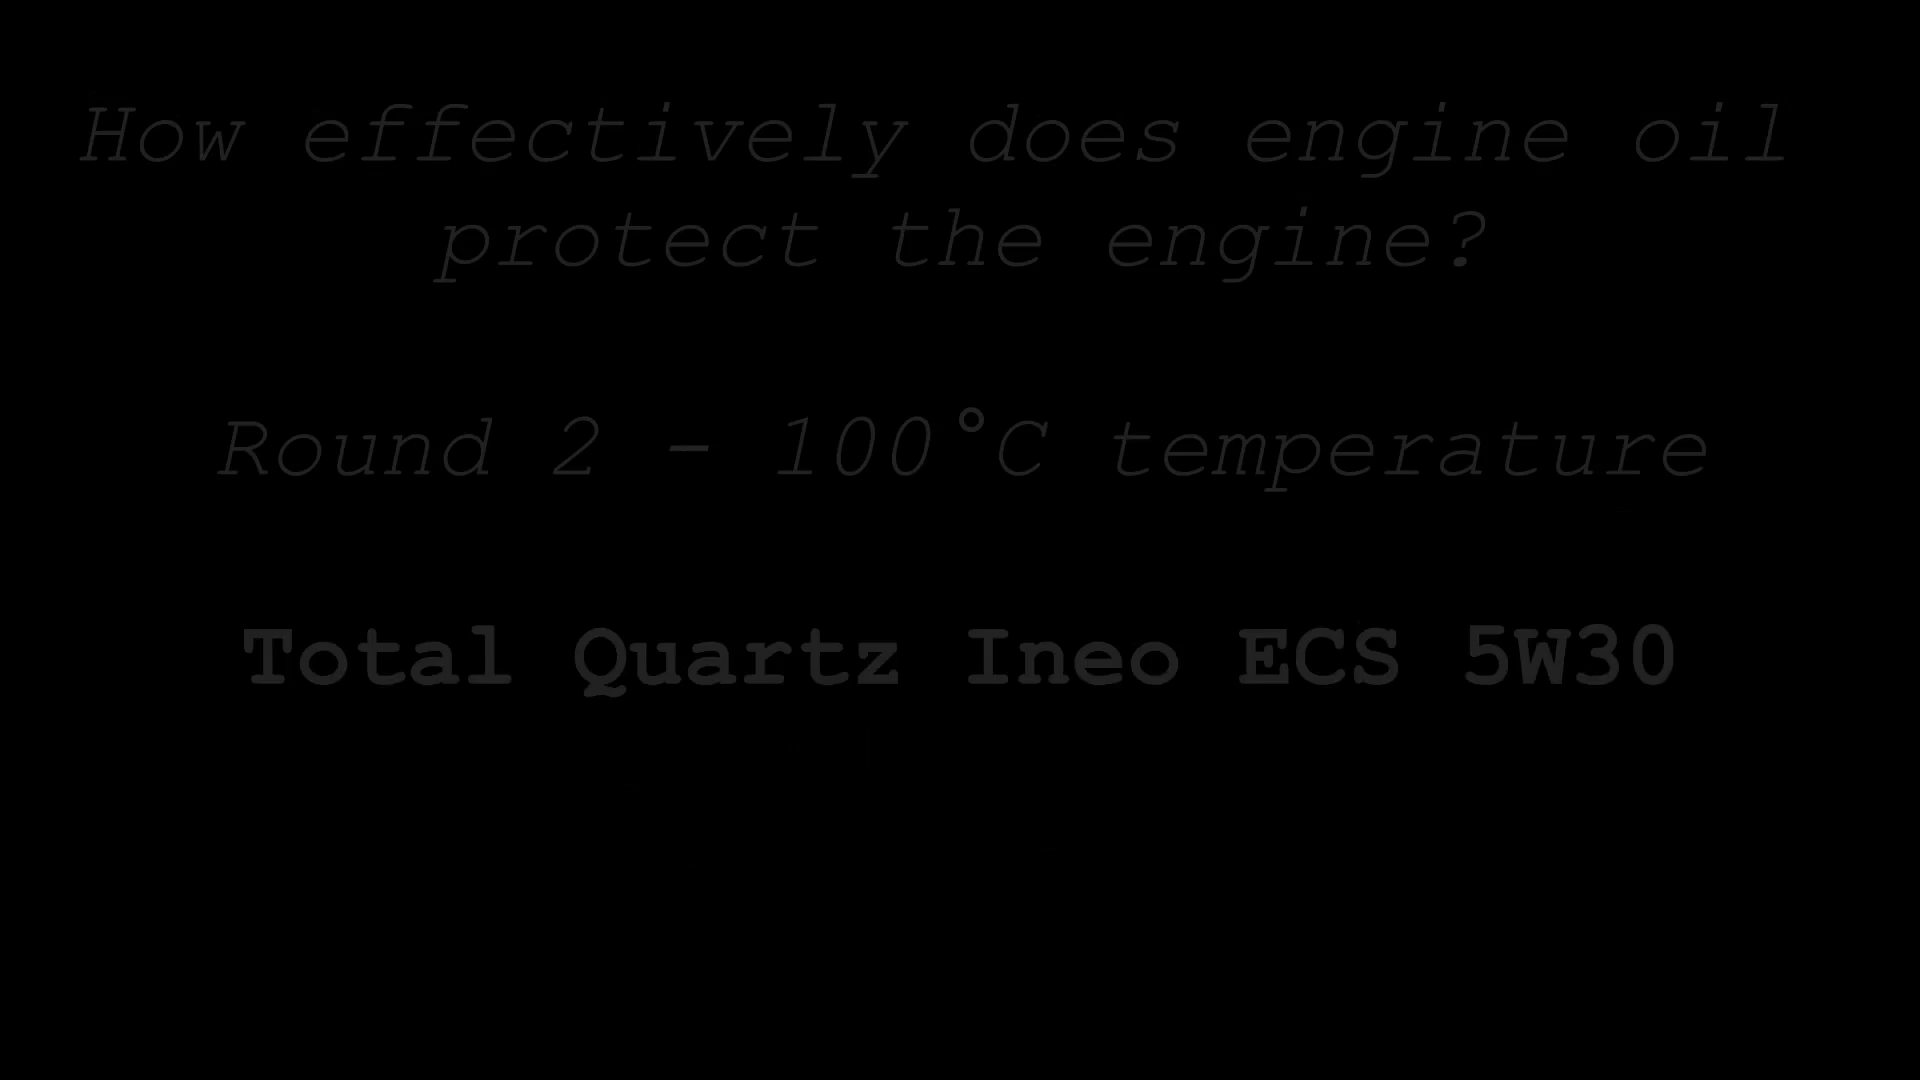 How effectively does engine oil
protect the engine?
Round 2 - 100°C temperature
Total Quartz Ineo ECS 5W30